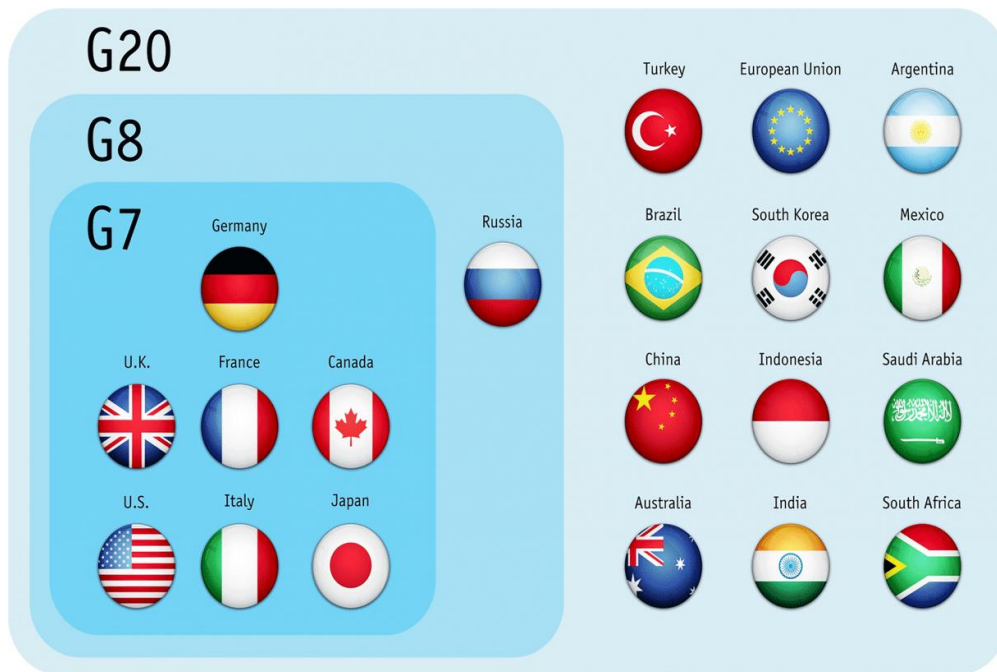 G20
G8
G7
Germany
U.K.
France
Canada
U.S.
Italy
Japan
Russia
Turkey
European Union
Argentina
Brazil
South Korea
Mexico
China
Indonesia
Saudi Arabia
Australia
India
South Africa